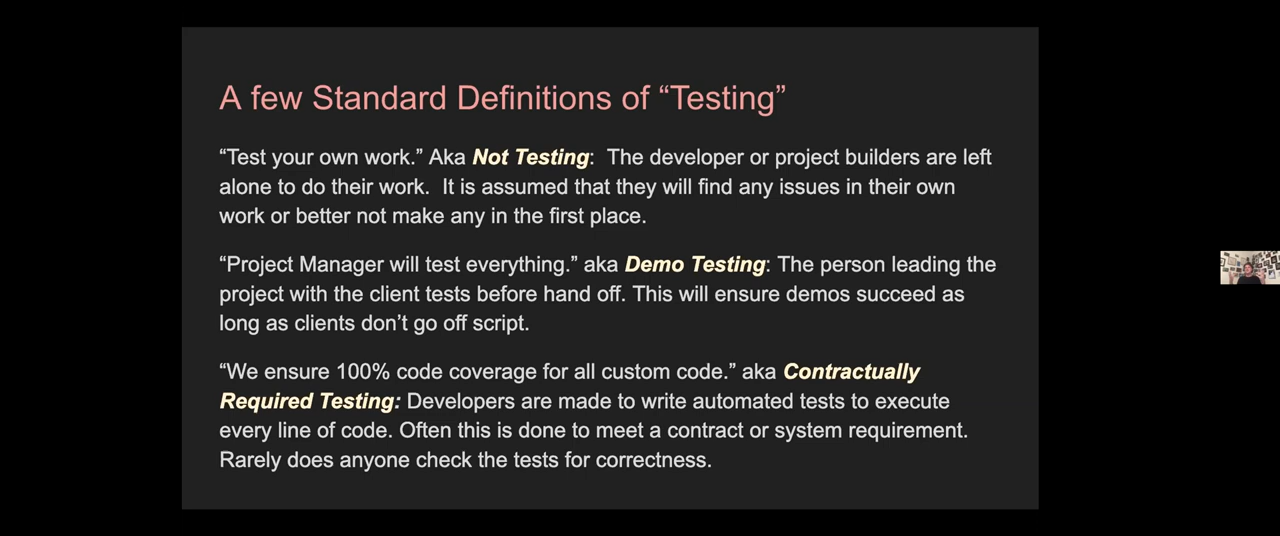 A few Standard Definitions of “Testing”
“Test your own work.” Aka Not Testing:  The developer or project builders are left
alone to do their work.  It is assumed that they will find any issues in their own
work or better not make any in the first place.
“Project Manager will test everything.” aka Demo Testing: The person leading the
project with the client tests before hand off. This will ensure demos succeed as
long as clients don’t go off script.
“We ensure 100% code coverage for all custom code.” aka Contractually
Required Testing: Developers are made to write automated tests to execute
every line of code. Often this is done to meet a contract or system requirement.
Rarely does anyone check the tests for correctness.